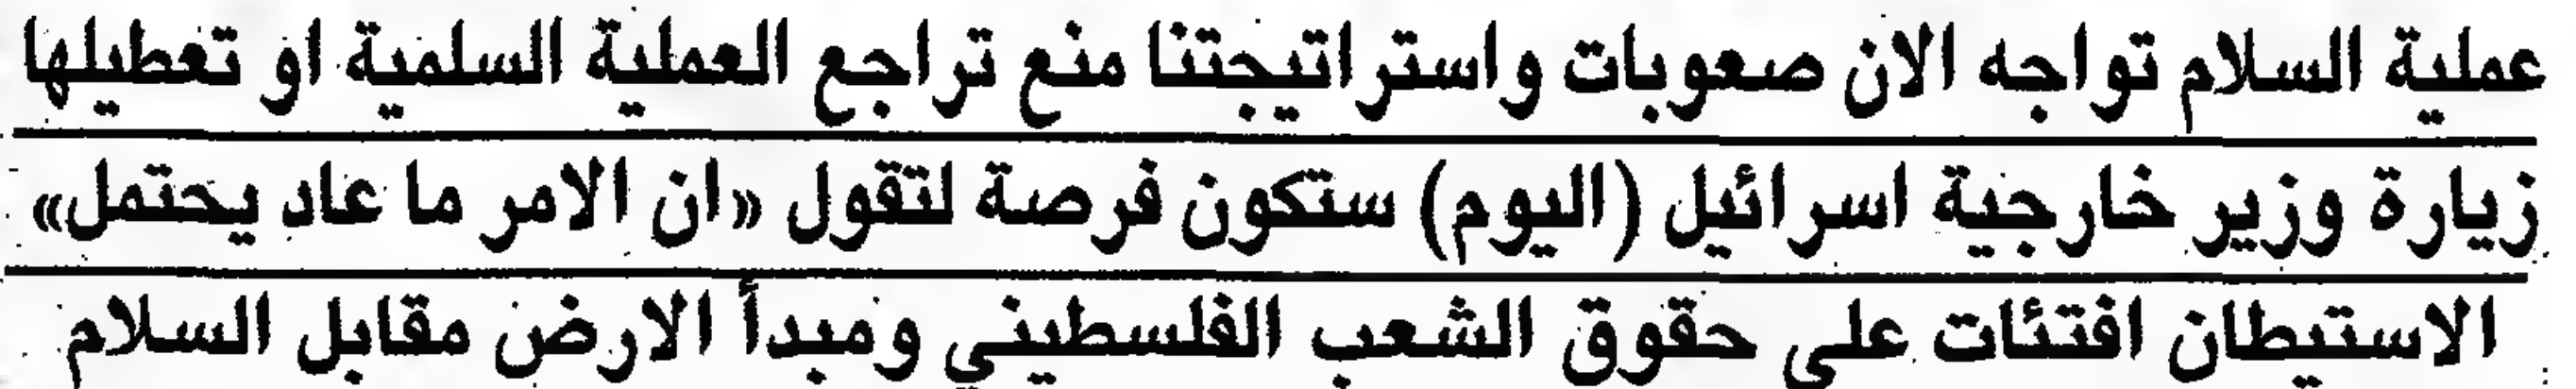 عملية السلام تواجه الان صعوبات واستراتيجتنا منع تراجع العملية السلمية او تعطيلها
زيارة وزير خارجية اسرائيل (اليوم) ستكون فرصة لتقول «ان الامر ما عاد يحتمل»
الاستيطان افتئات على حقوق الشعب الفلسطيني ومبدأ الارض مقابل السلام